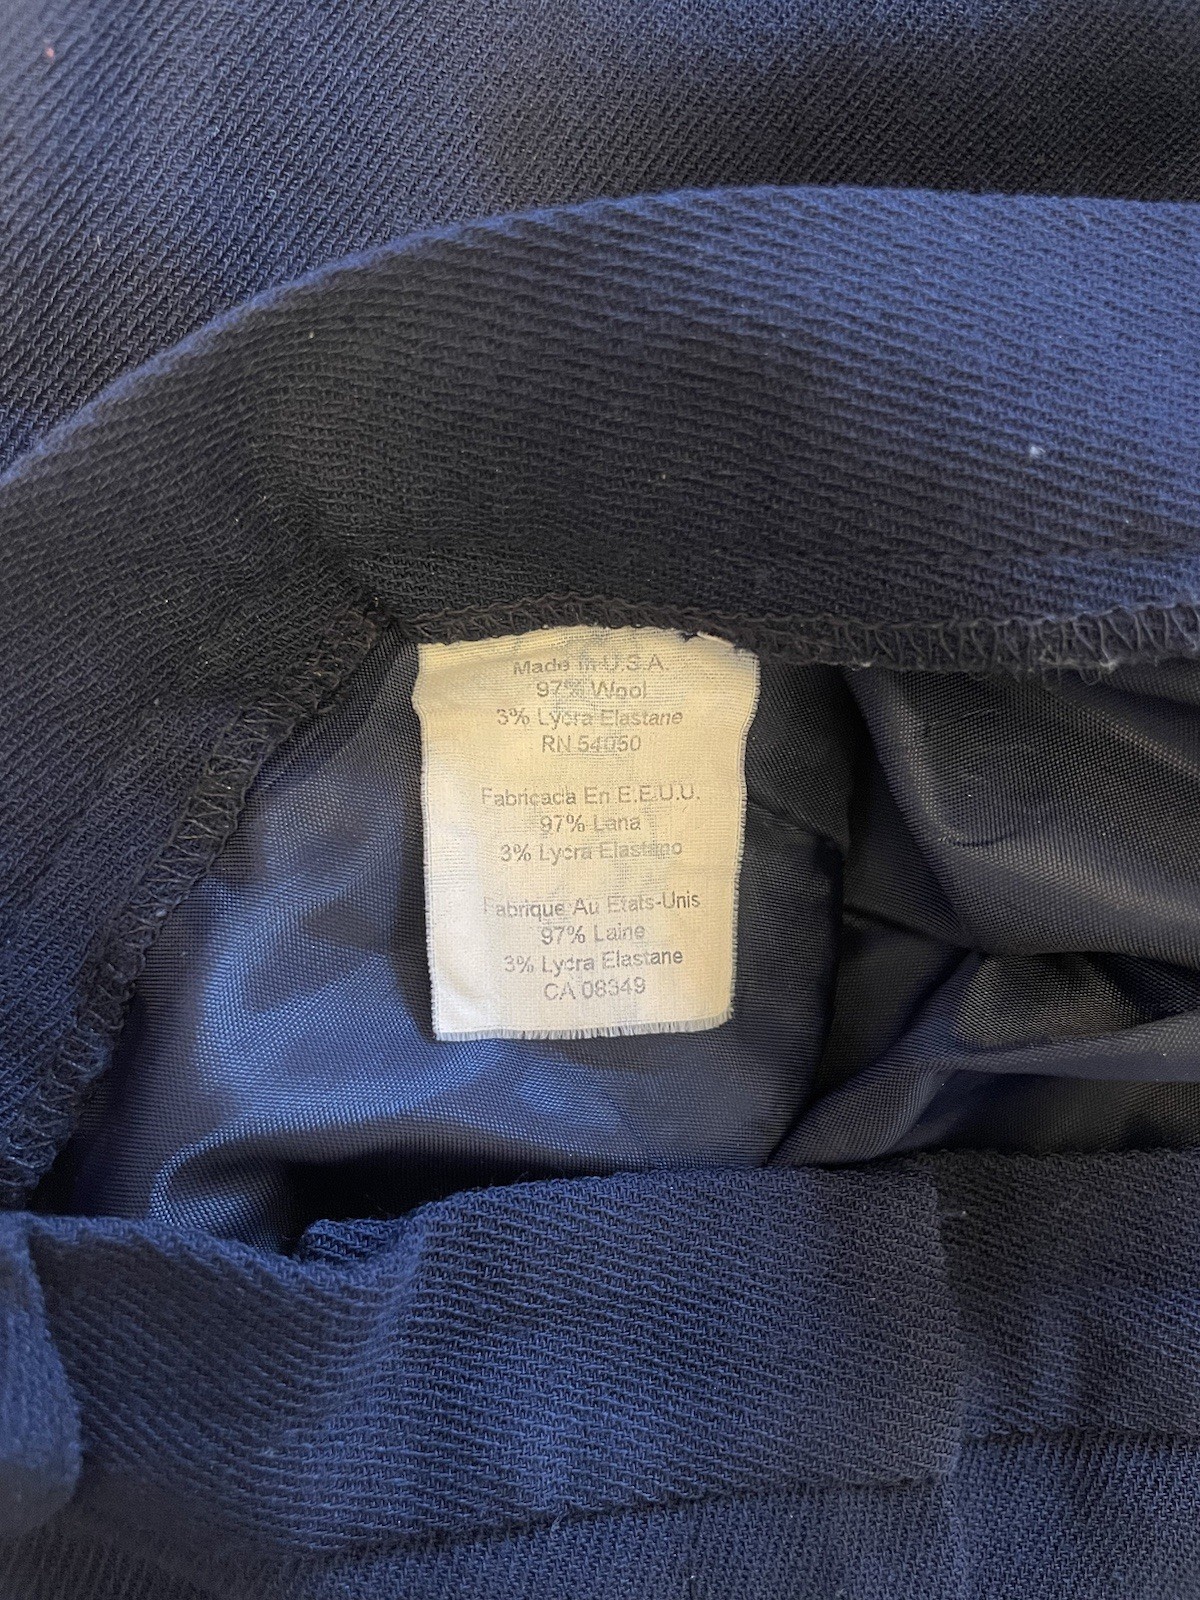 Made In U.S.A.
97% Wool
3% Lycra Elastane
RN 54050
Fabricada En E.E.U.U.
97% Lana
3% Lycra Elastano
Fabrique Au Etats-Unis
97% Laine
3% Lycra Elastane
CA 08349